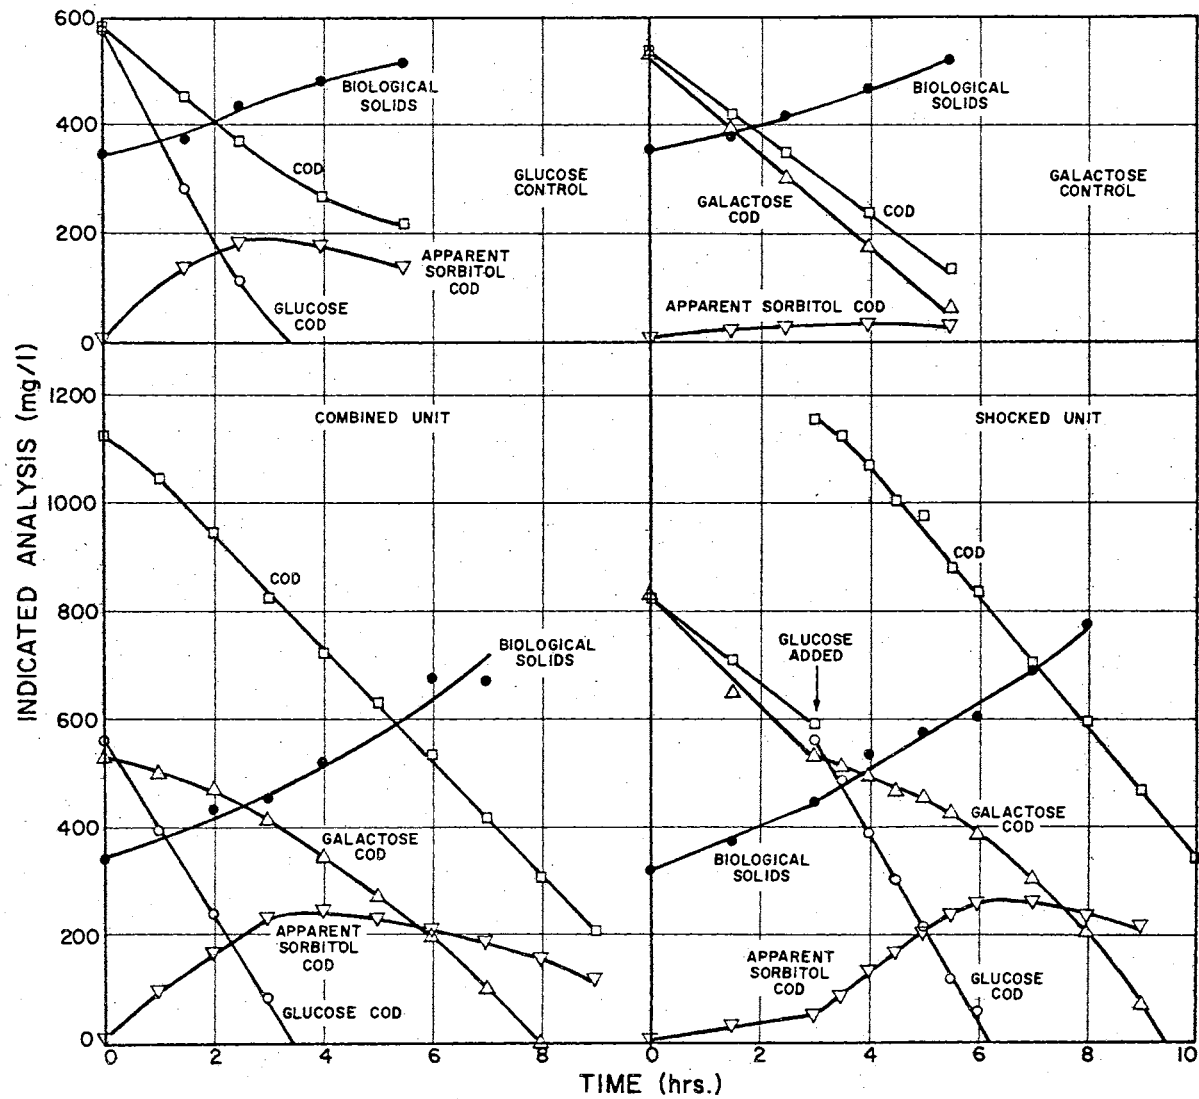 600
400
200
0
BIOLOGICAL
SOLIDS
COD
GLUCOSE
CONTROL
APPARENT
SORBITOL
COD
GLUCOSE
COD
BIOLOGICAL
SOLIDS
GALACTOSE
CONTROL
GALACTOSE
COD
COD
APPARENT SORBITOL COD
INDICATED ANALYSIS (mg/l)
1200
1000
800
600
400
200
0
COMBINED UNIT
COD
BIOLOGICAL
SOLIDS
GALACTOSE
COD
APPARENT
SORBITOL
COD
GLUCOSE COD
0 2 4 6 8
SHOCKED UNIT
COD
GLUCOSE
ADDED
GALACTOSE
COD
BIOLOGICAL
SOLIDS
APPARENT
SORBITOL
COD
GLUCOSE
COD
0 2 4 6 8 10
TIME (hrs.)